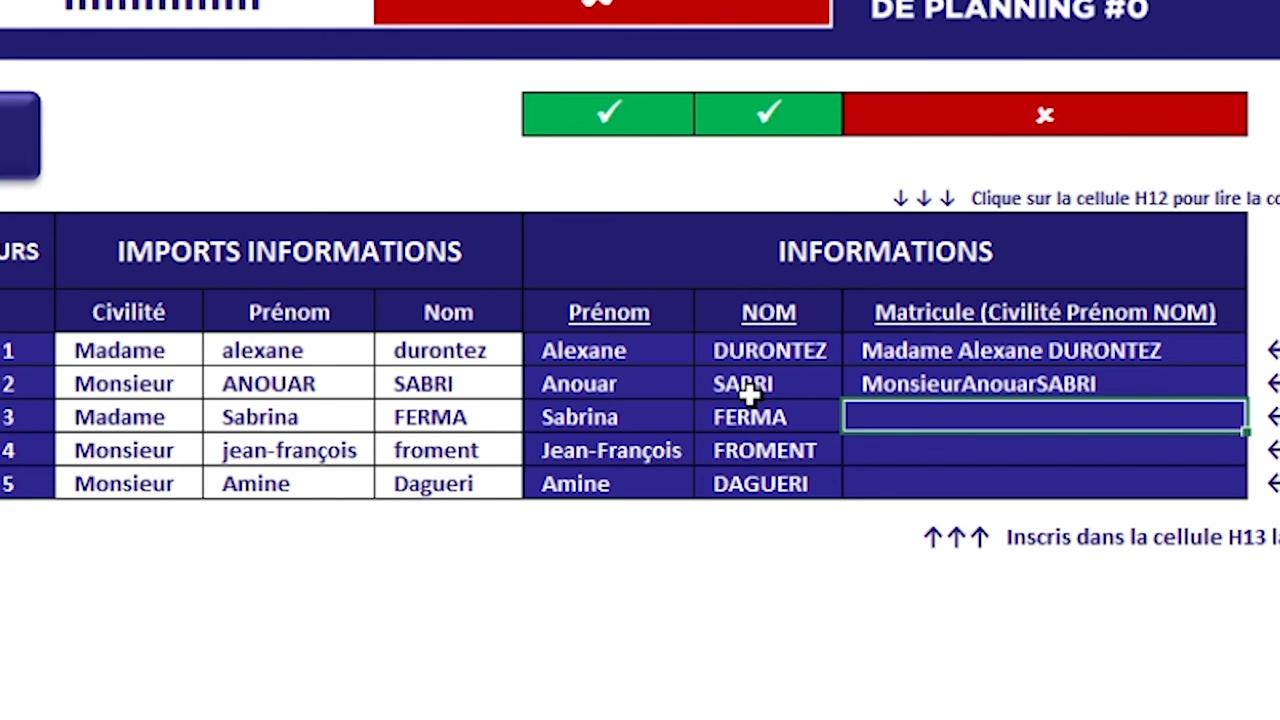 DE PLANNING #0
✓ ✓ ✘
↓ ↓ ↓ Clique sur la cellule H12 pour lire la
URS IMPORTS INFORMATIONS INFORMATIONS
Civilité Prénom Nom Prénom NOM Matricule (Civilité Prénom NOM)
1 Madame alexane durontez Alexane DURONTEZ Madame Alexane DURONTEZ
2 Monsieur ANOUAR SABRI Anouar SABRI MonsieurAnouarSABRI
3 Madame Sabrina FERMA Sabrina FERMA
4 Monsieur jean-françois froment Jean-François FROMENT
5 Monsieur Amine Dagueri Amine DAGUERI
↑↑↑ Inscris dans la cellule H13